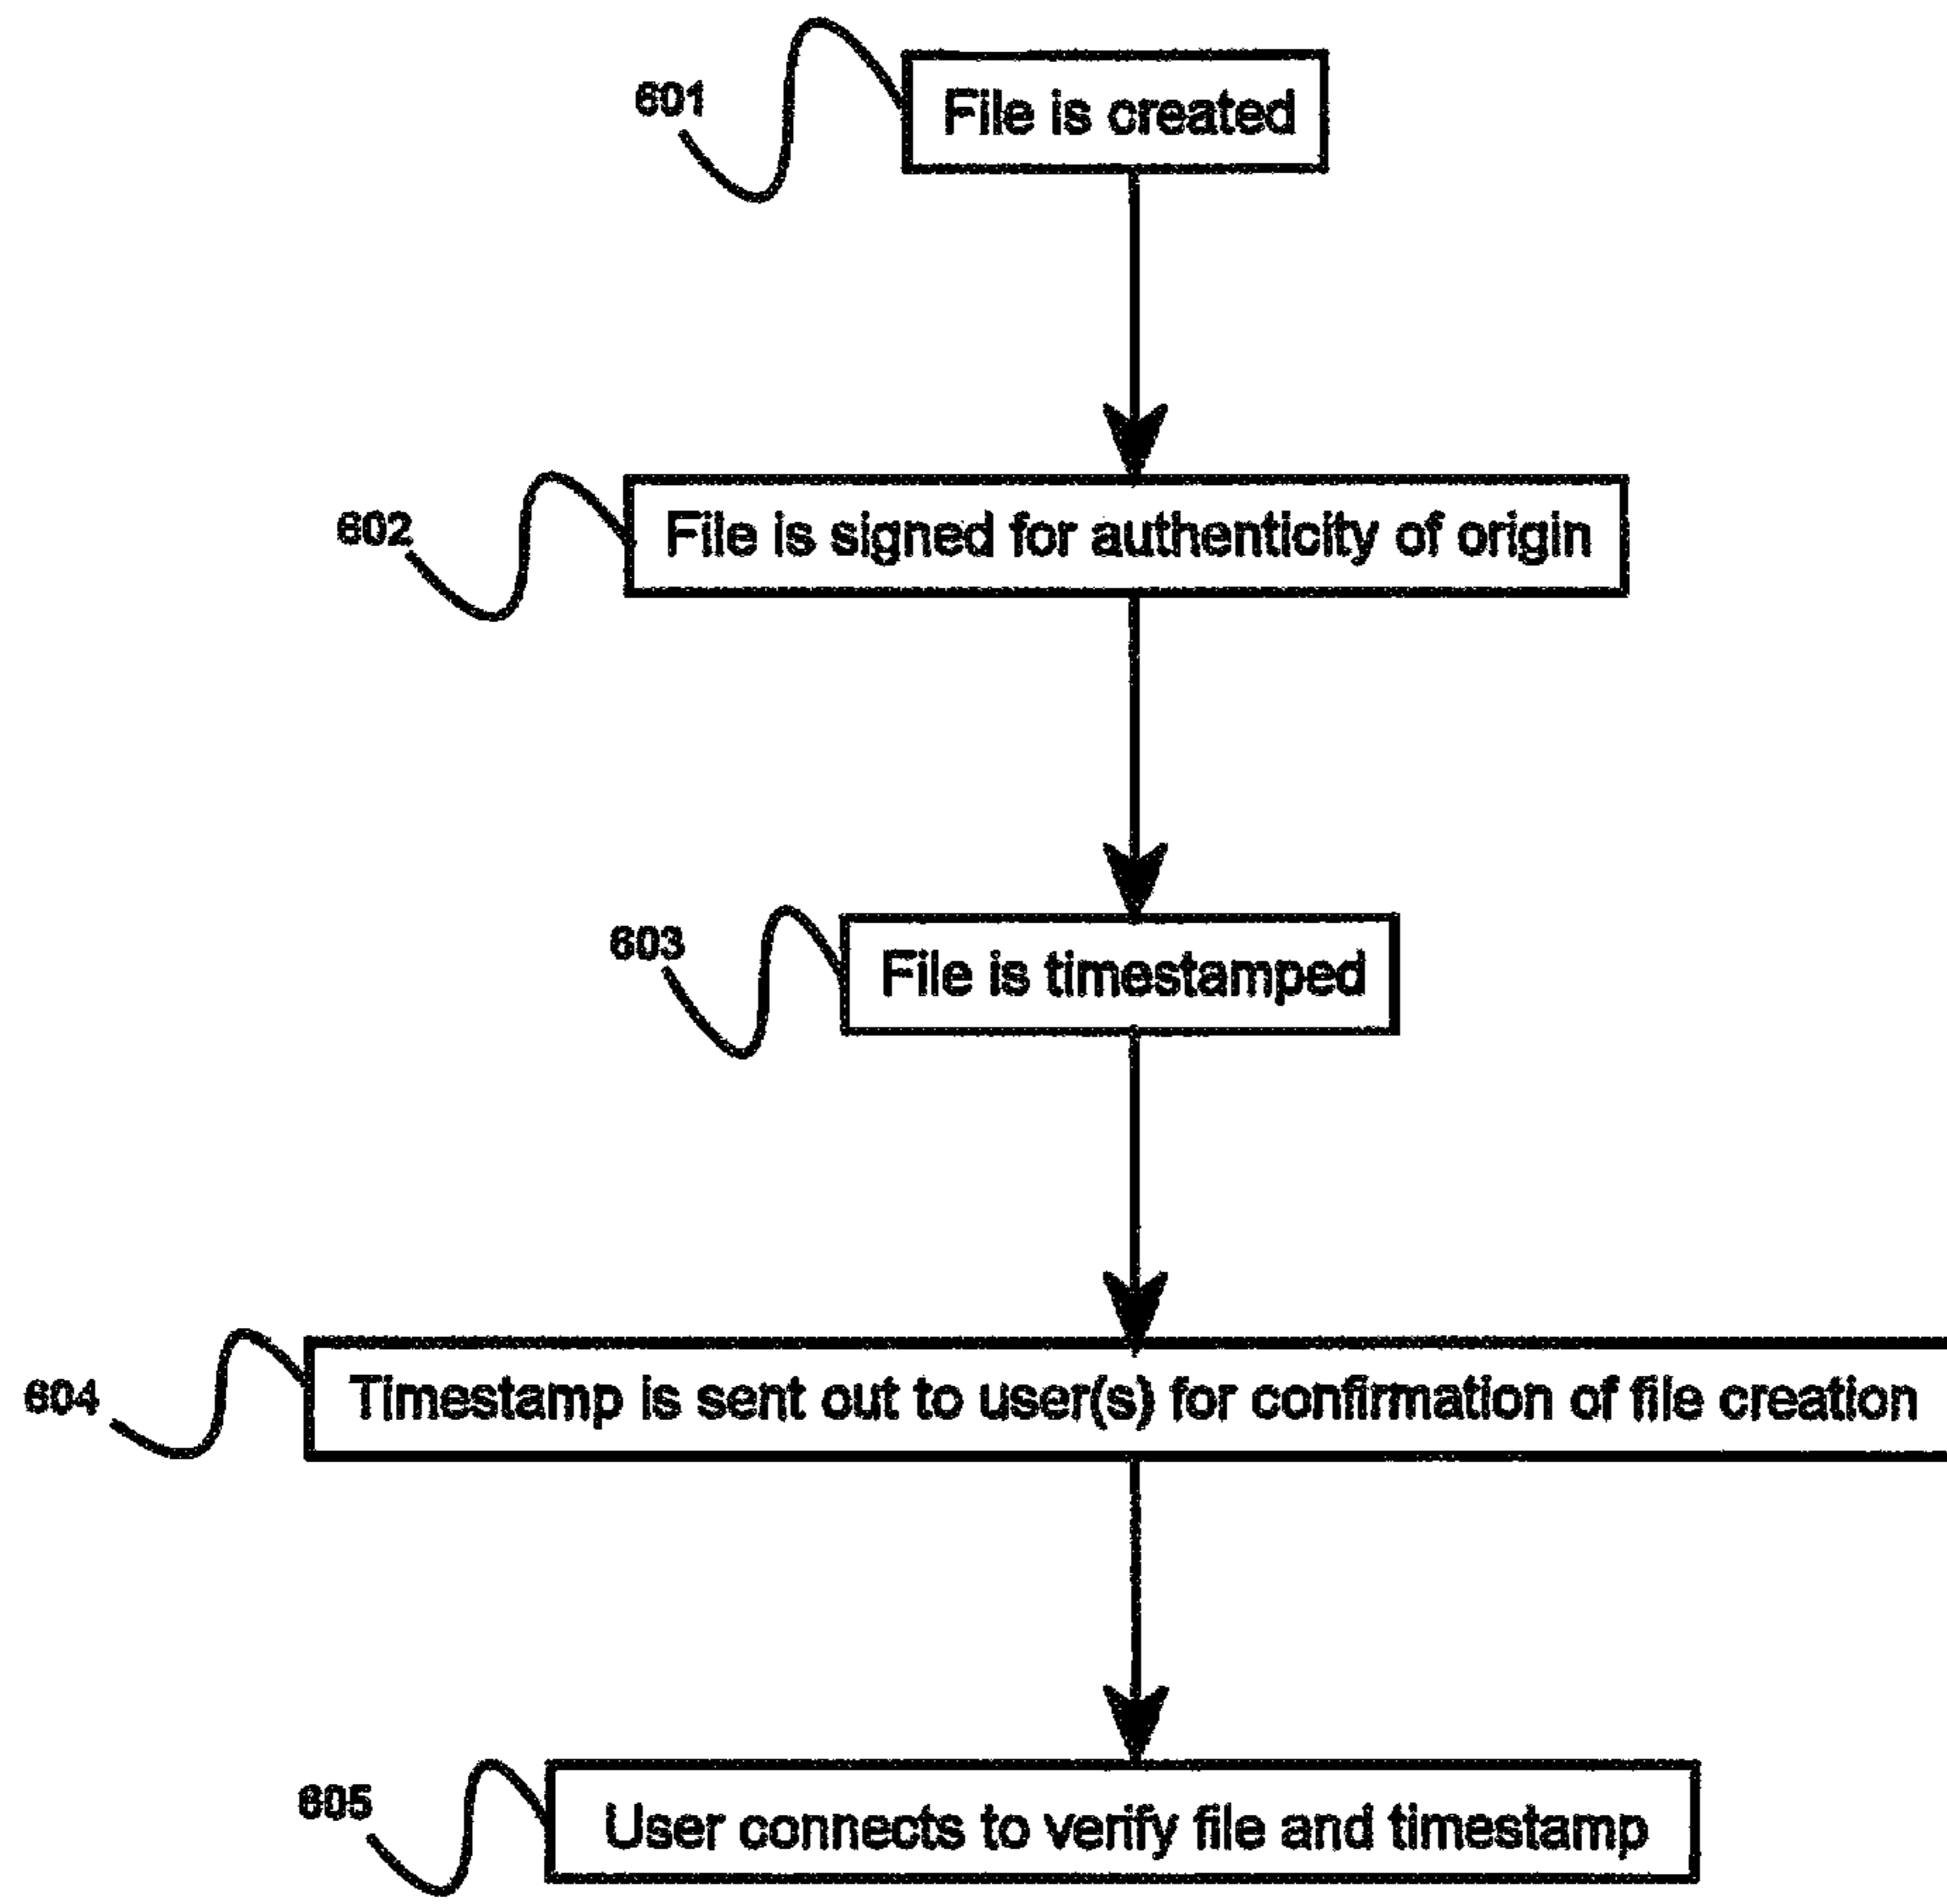 601
File is created
602
File is signed for authenticity of origin
603
File is timestamped
604
Timestamp is sent out to user(s) for confirmation of file creation
605
User connects to verify file and timestamp